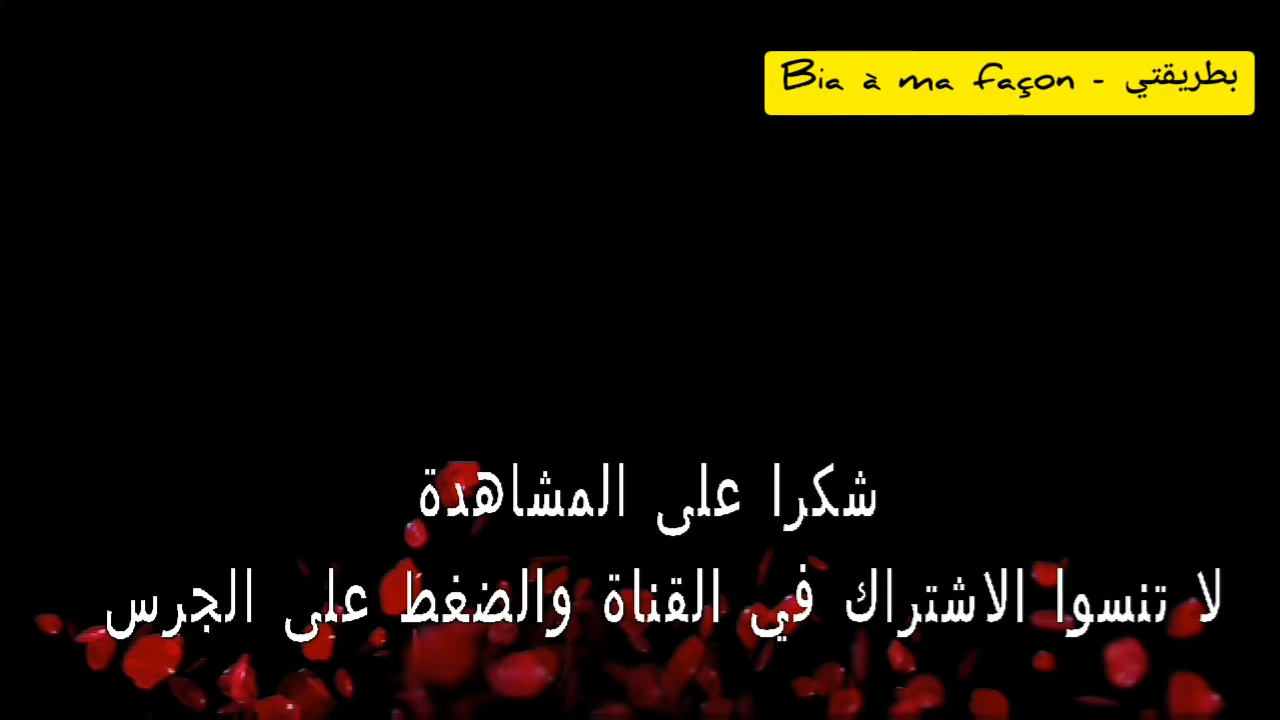 Bia à ma façon - بطريقتي
شكرا على المشاهدة
لا تنسوا الاشتراك في القناة والضغط على الجرس